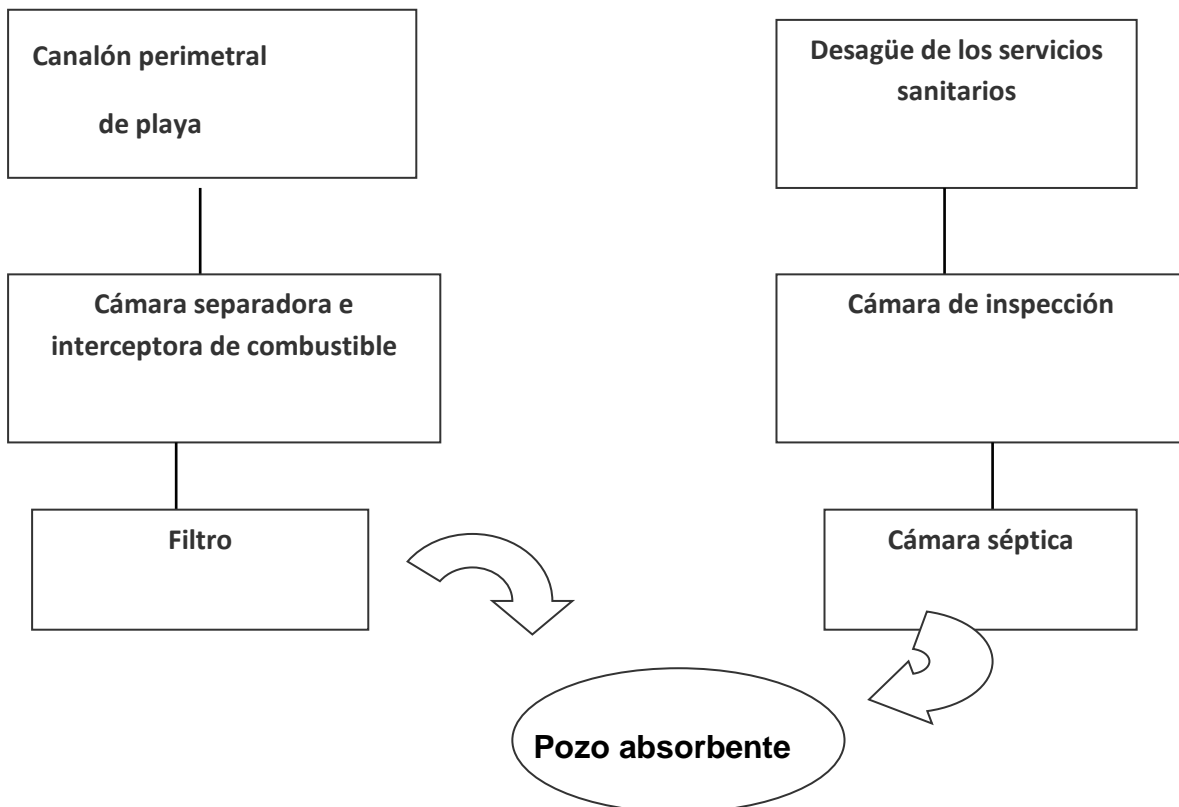 Canalón perimetral
de playa
Desagüe de los servicios
sanitarios
Cámara separadora e
interceptora de combustible
Cámara de inspección
Filtro
Cámara séptica
Pozo absorbente